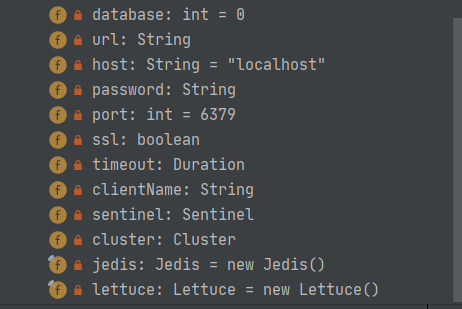 database: int = 0
url: String
host: String = "localhost"
password: String
port: int = 6379
ssl: boolean
timeout: Duration
clientName: String
sentinel: Sentinel
cluster: Cluster
jedis: Jedis = new Jedis()
lettuce: Lettuce = new Lettuce()